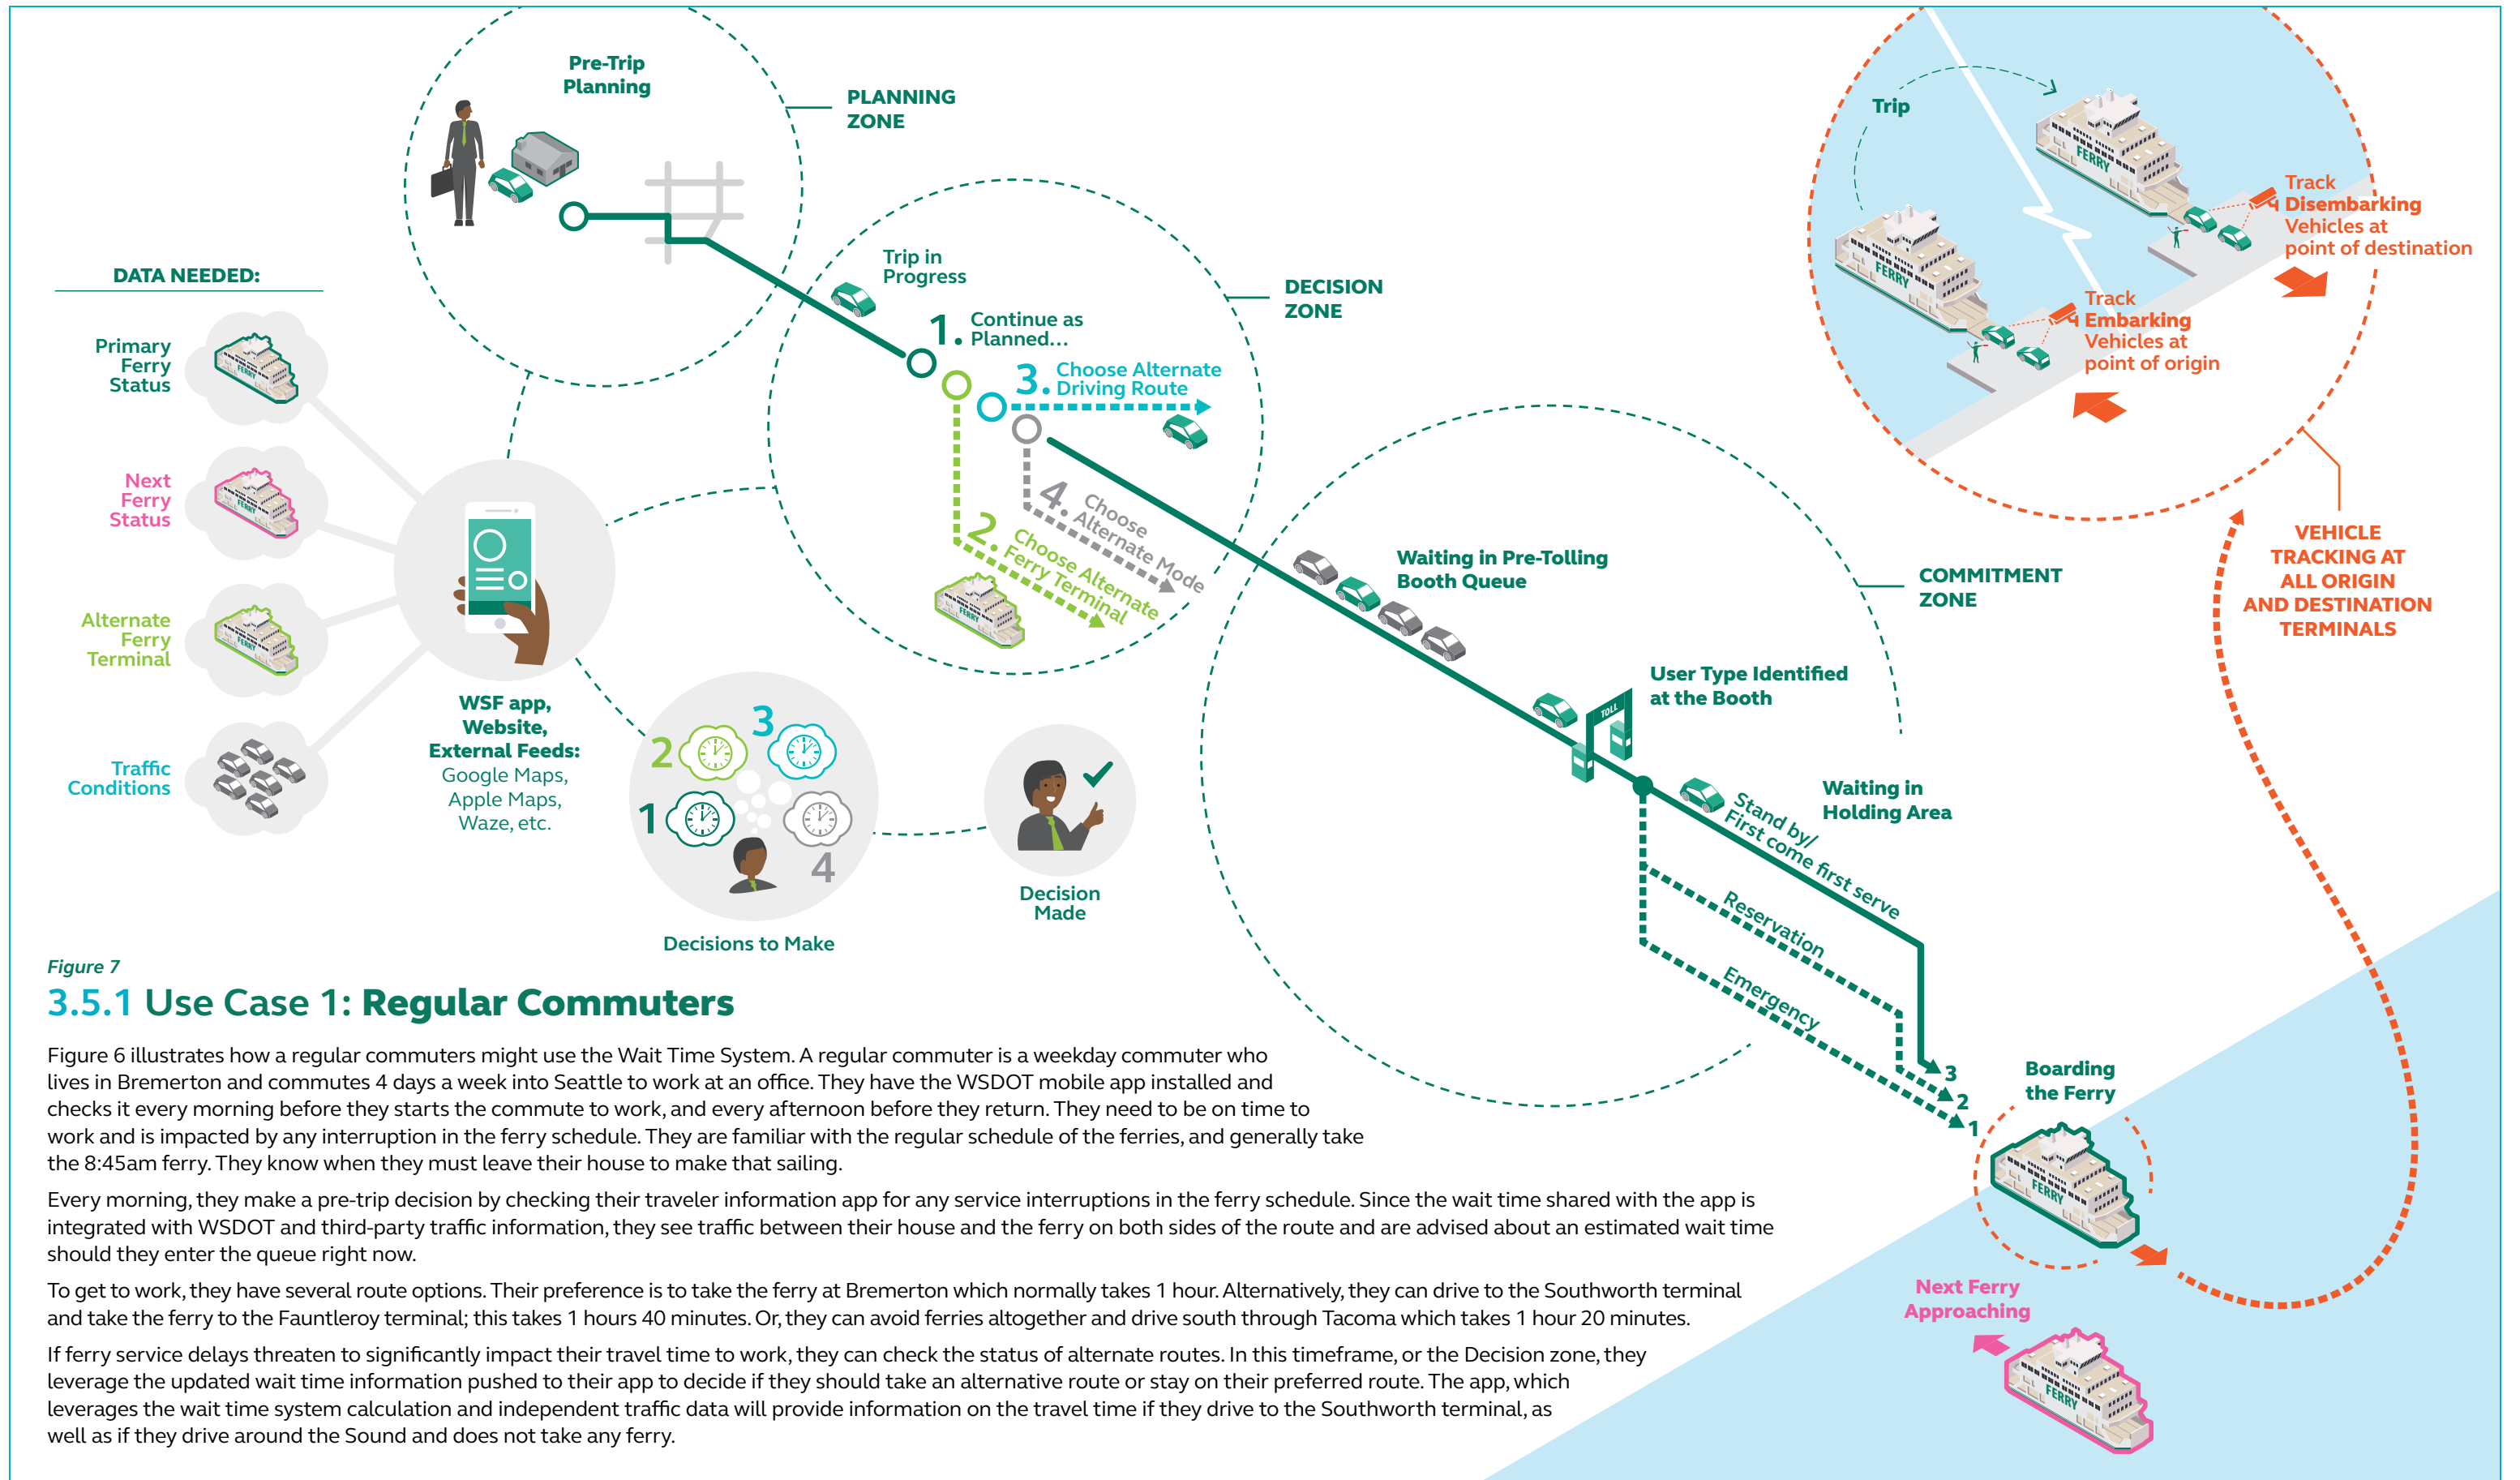 Pre-Trip
Planning
PLANNING
ZONE
DATA NEEDED:
Primary
Ferry
Status
FERRY
Next
Ferry
Status
FERRY
Alternate
Ferry
Terminal
FERRY
Traffic
Conditions
WSF app,
Website,
External Feeds:
Google Maps,
Apple Maps,
Waze, etc.
Trip in
Progress
DECISION
ZONE
1. Continue as
Planned...
3. Choose Alternate
Driving Route
4. Choose
Alternate Mode
2. Choose Alternate
Ferry Terminal
FERRY
2
3
1
4
Decisions to Make
Decision
Made
Waiting in Pre-Tolling
Booth Queue
COMMITMENT
ZONE
User Type Identified
at the Booth
TOLL
Waiting in
Holding Area
Stand by/
First come first serve
Reservation
Emergency
3
2
1
Boarding
the Ferry
FERRY
Next Ferry
Approaching
FERRY
Trip
FERRY
FERRY
Track
Disembarking
Vehicles at
point of destination
Track
Embarking
Vehicles at
point of origin
VEHICLE
TRACKING AT
ALL ORIGIN
AND DESTINATION
TERMINALS
Figure 7
3.5.1 Use Case 1: Regular Commuters
Figure 6 illustrates how a regular commuters might use the Wait Time System. A regular commuter is a weekday commuter who
lives in Bremerton and commutes 4 days a week into Seattle to work at an office. They have the WSDOT mobile app installed and
checks it every morning before they starts the commute to work, and every afternoon before they return. They need to be on time to
work and is impacted by any interruption in the ferry schedule. They are familiar with the regular schedule of the ferries, and generally take
the 8:45am ferry. They know when they must leave their house to make that sailing.
Every morning, they make a pre-trip decision by checking their traveler information app for any service interruptions in the ferry schedule. Since the wait time shared with the app is
integrated with WSDOT and third-party traffic information, they see traffic between their house and the ferry on both sides of the route and are advised about an estimated wait time
should they enter the queue right now.
To get to work, they have several route options. Their preference is to take the ferry at Bremerton which normally takes 1 hour. Alternatively, they can drive to the Southworth terminal
and take the ferry to the Fauntleroy terminal; this takes 1 hours 40 minutes. Or, they can avoid ferries altogether and drive south through Tacoma which takes 1 hour 20 minutes.
If ferry service delays threaten to significantly impact their travel time to work, they can check the status of alternate routes. In this timeframe, or the Decision zone, they
leverage the updated wait time information pushed to their app to decide if they should take an alternative route or stay on their preferred route. The app, which
leverages the wait time system calculation and independent traffic data will provide information on the travel time if they drive to the Southworth terminal, as
well as if they drive around the Sound and does not take any ferry.